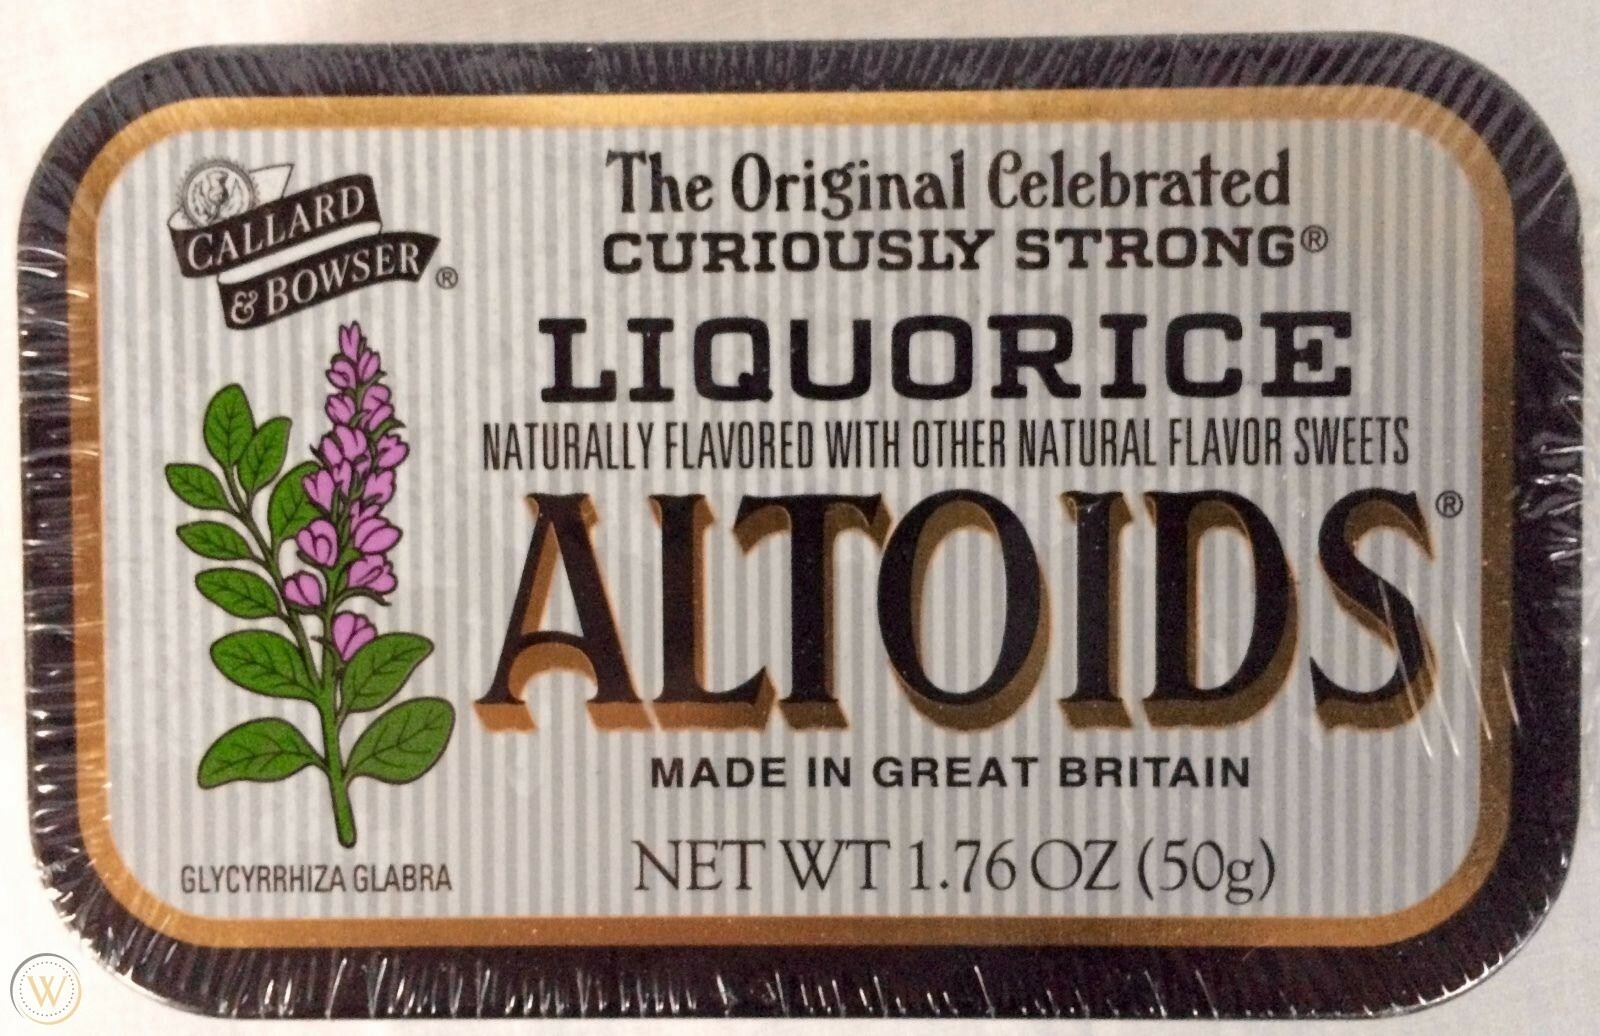 CALLARD
& BOWSER®
The Original Celebrated
CURIOUSLY STRONG®
LIQUORICE
NATURALLY FLAVORED WITH OTHER NATURAL FLAVOR SWEETS
ALTOIDS®
MADE IN GREAT BRITAIN
NET WT 1.76 OZ (50g)
GLYCYRRHIZA GLABRA
W